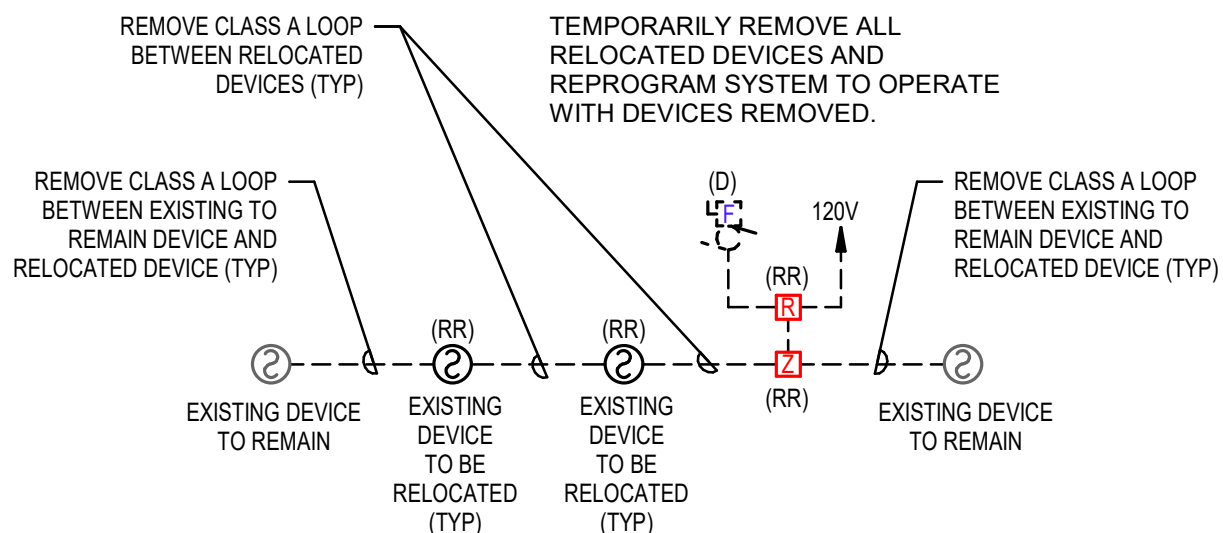 REMOVE CLASS A LOOP
BETWEEN RELOCATED
DEVICES (TYP)
TEMPORARILY REMOVE ALL
RELOCATED DEVICES AND
REPROGRAM SYSTEM TO OPERATE
WITH DEVICES REMOVED.
REMOVE CLASS A LOOP
BETWEEN EXISTING TO
REMAIN DEVICE AND
RELOCATED DEVICE (TYP)
(D)
F
120V
REMOVE CLASS A LOOP
BETWEEN EXISTING TO
REMAIN DEVICE AND
RELOCATED DEVICE (TYP)
(RR)
R
(RR)
(RR)
Z
(RR)
EXISTING DEVICE
TO REMAIN
EXISTING
DEVICE
TO BE
RELOCATED
(TYP)
EXISTING
DEVICE
TO BE
RELOCATED
(TYP)
EXISTING DEVICE
TO REMAIN